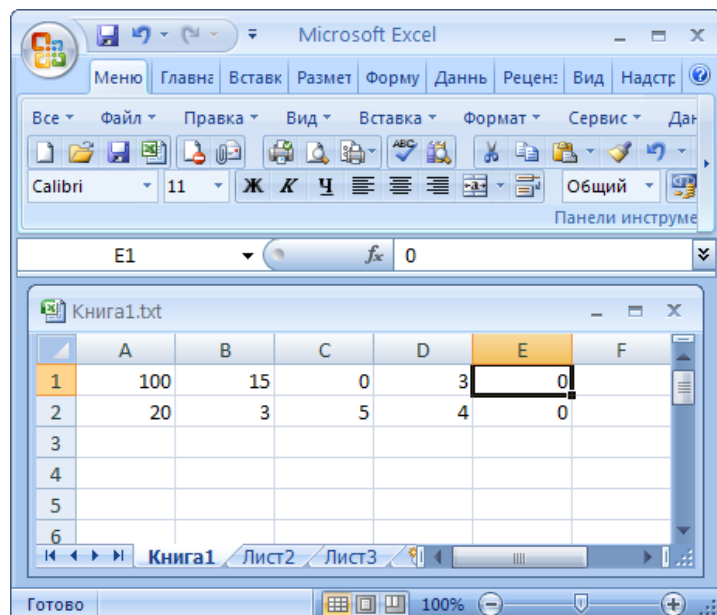 Microsoft Excel
Меню Главна Вставк Размет Форму Даннь Реценз Вид Надстр
Все Файл Правка Вид Вставка Формат Сервис Дан
ABC
Calibri 11 Ж К Ч a Общий
Панели инструме
E1 fx 0
Книга1.txt
A B C D E F
1 100 15 0 3 0
2 20 3 5 4 0
3
4
5
6
Книга1 Лист2 Лист3
Готово 100%